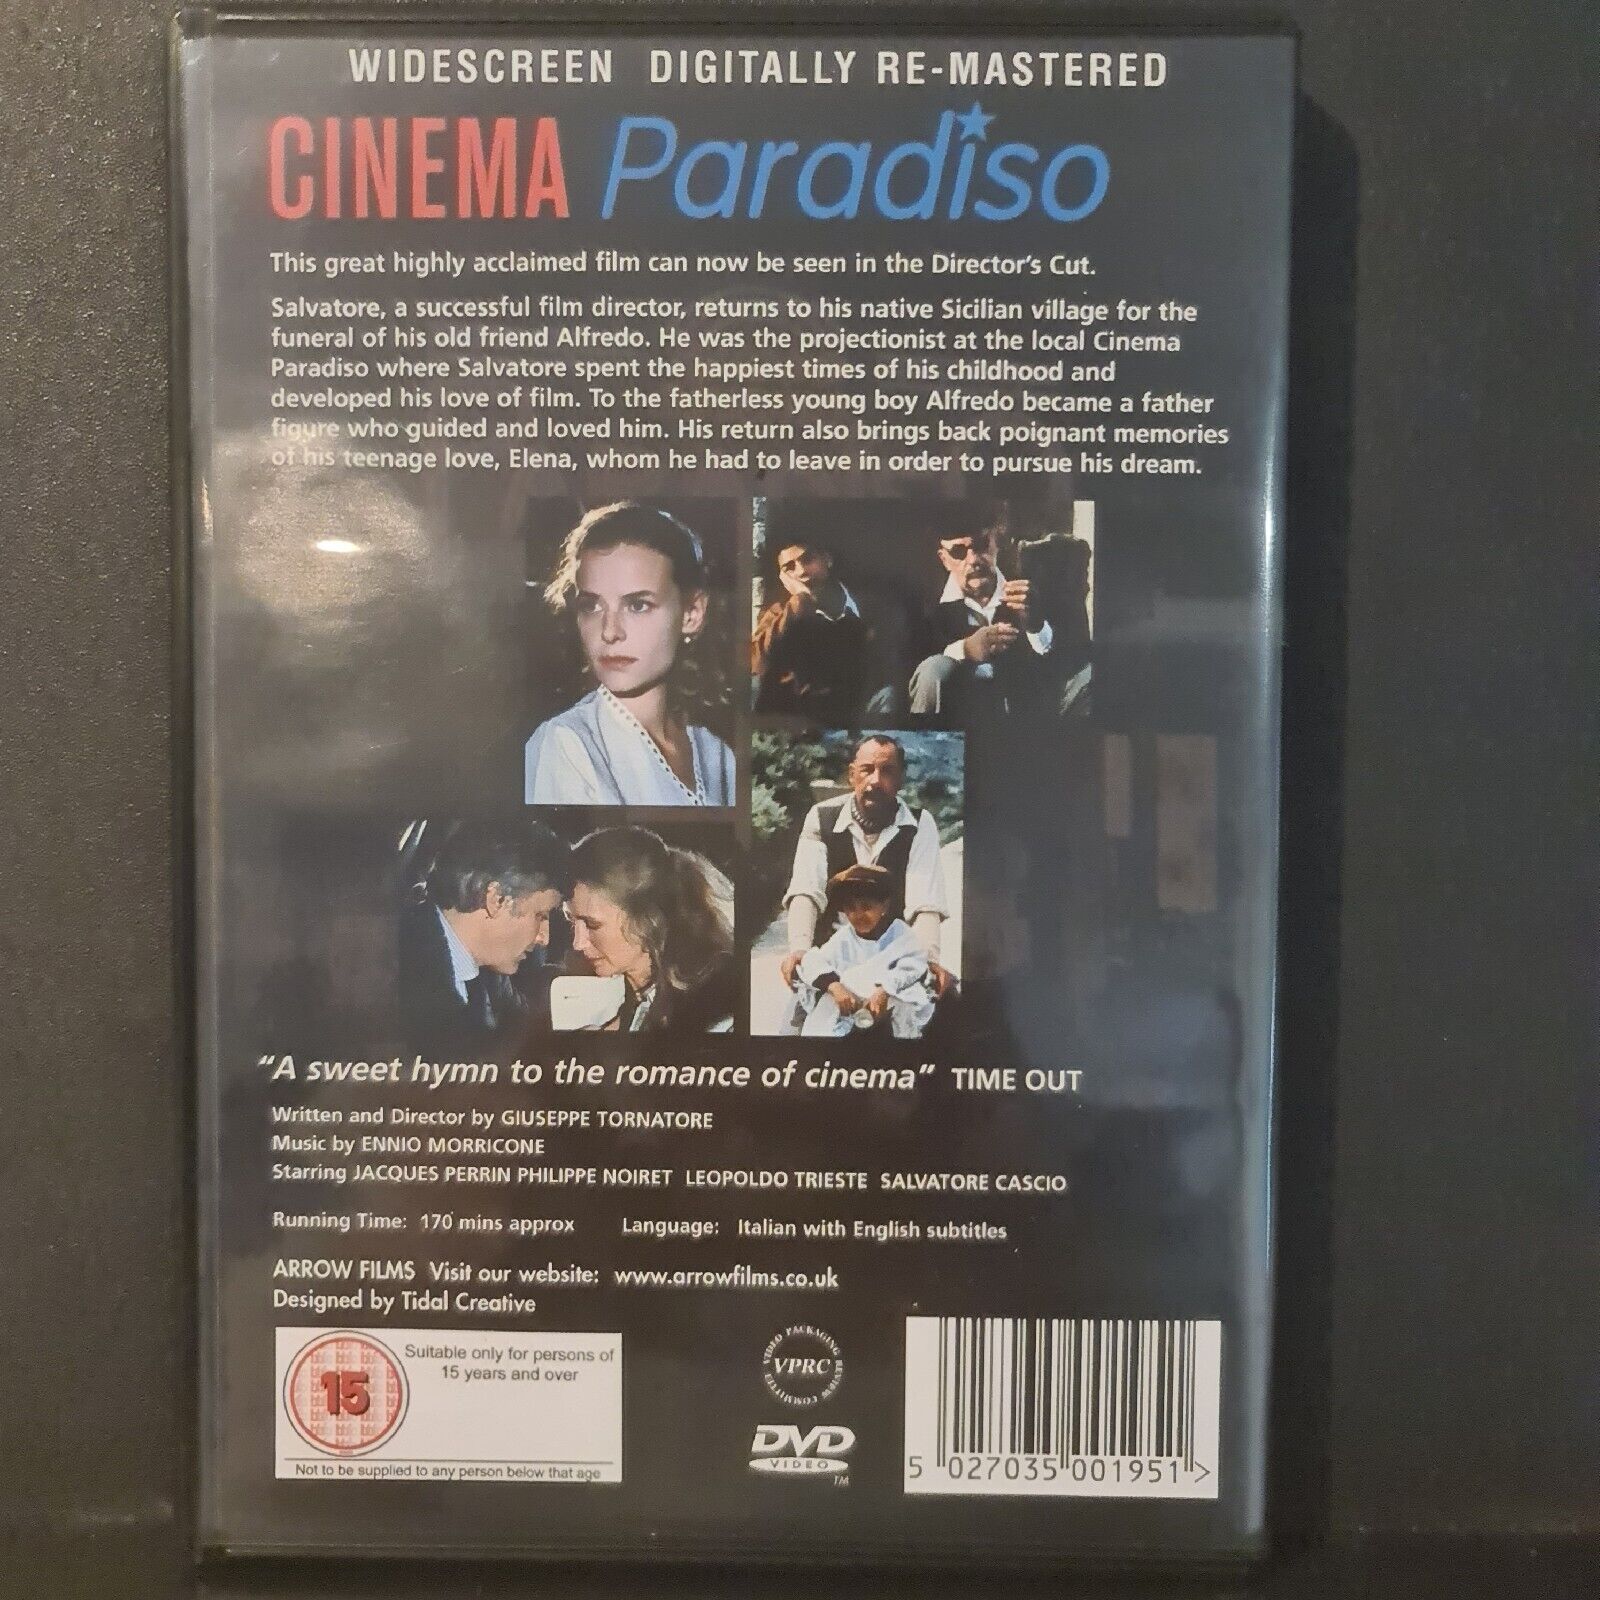 WIDESCREEN DIGITALLY RE-MASTERED
CINEMA Paradiso
This great highly acclaimed film can now be seen in the Director's Cut.
Salvatore, a successful film director, returns to his native Sicilian village for the
funeral of his old friend Alfredo. He was the projectionist at the local Cinema
Paradiso where Salvatore spent the happiest times of his childhood and
developed his love of film. To the fatherless young boy Alfredo became a father
figure who guided and loved him. His return also brings back poignant memories
of his teenage love, Elena, whom he had to leave in order to pursue his dream.
"A sweet hymn to the romance of cinema" TIME OUT
Written and Director by GIUSEPPE TORNATORE
Music by ENNIO MORRICONE
Starring JACQUES PERRIN PHILIPPE NOIRET LEOPOLDO TRIESTE SALVATORE CASCIO
Running Time: 170 mins approx Language: Italian with English subtitles
ARROW FILMS Visit our website: www.arrowfilms.co.uk
Designed by Tidal Creative
15
Suitable only for persons of
15 years and over
Not to be supplied to any person below that age
VIDEO PACKAGING REVIEW COMMITTEE
VPRC
DVD
VIDEO
TM
5 027035 001951 >